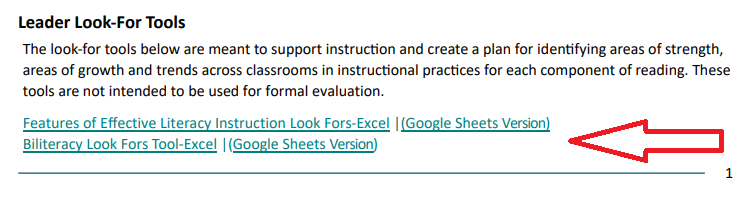 Leader Look-For Tools
The look-for tools below are meant to support instruction and create a plan for identifying areas of strength,
areas of growth and trends across classrooms in instructional practices for each component of reading. These
tools are not intended to be used for formal evaluation.
Features of Effective Literacy Instruction Look Fors-Excel |(Google Sheets Version)
Biliteracy Look Fors Tool-Excel |(Google Sheets Version)
1